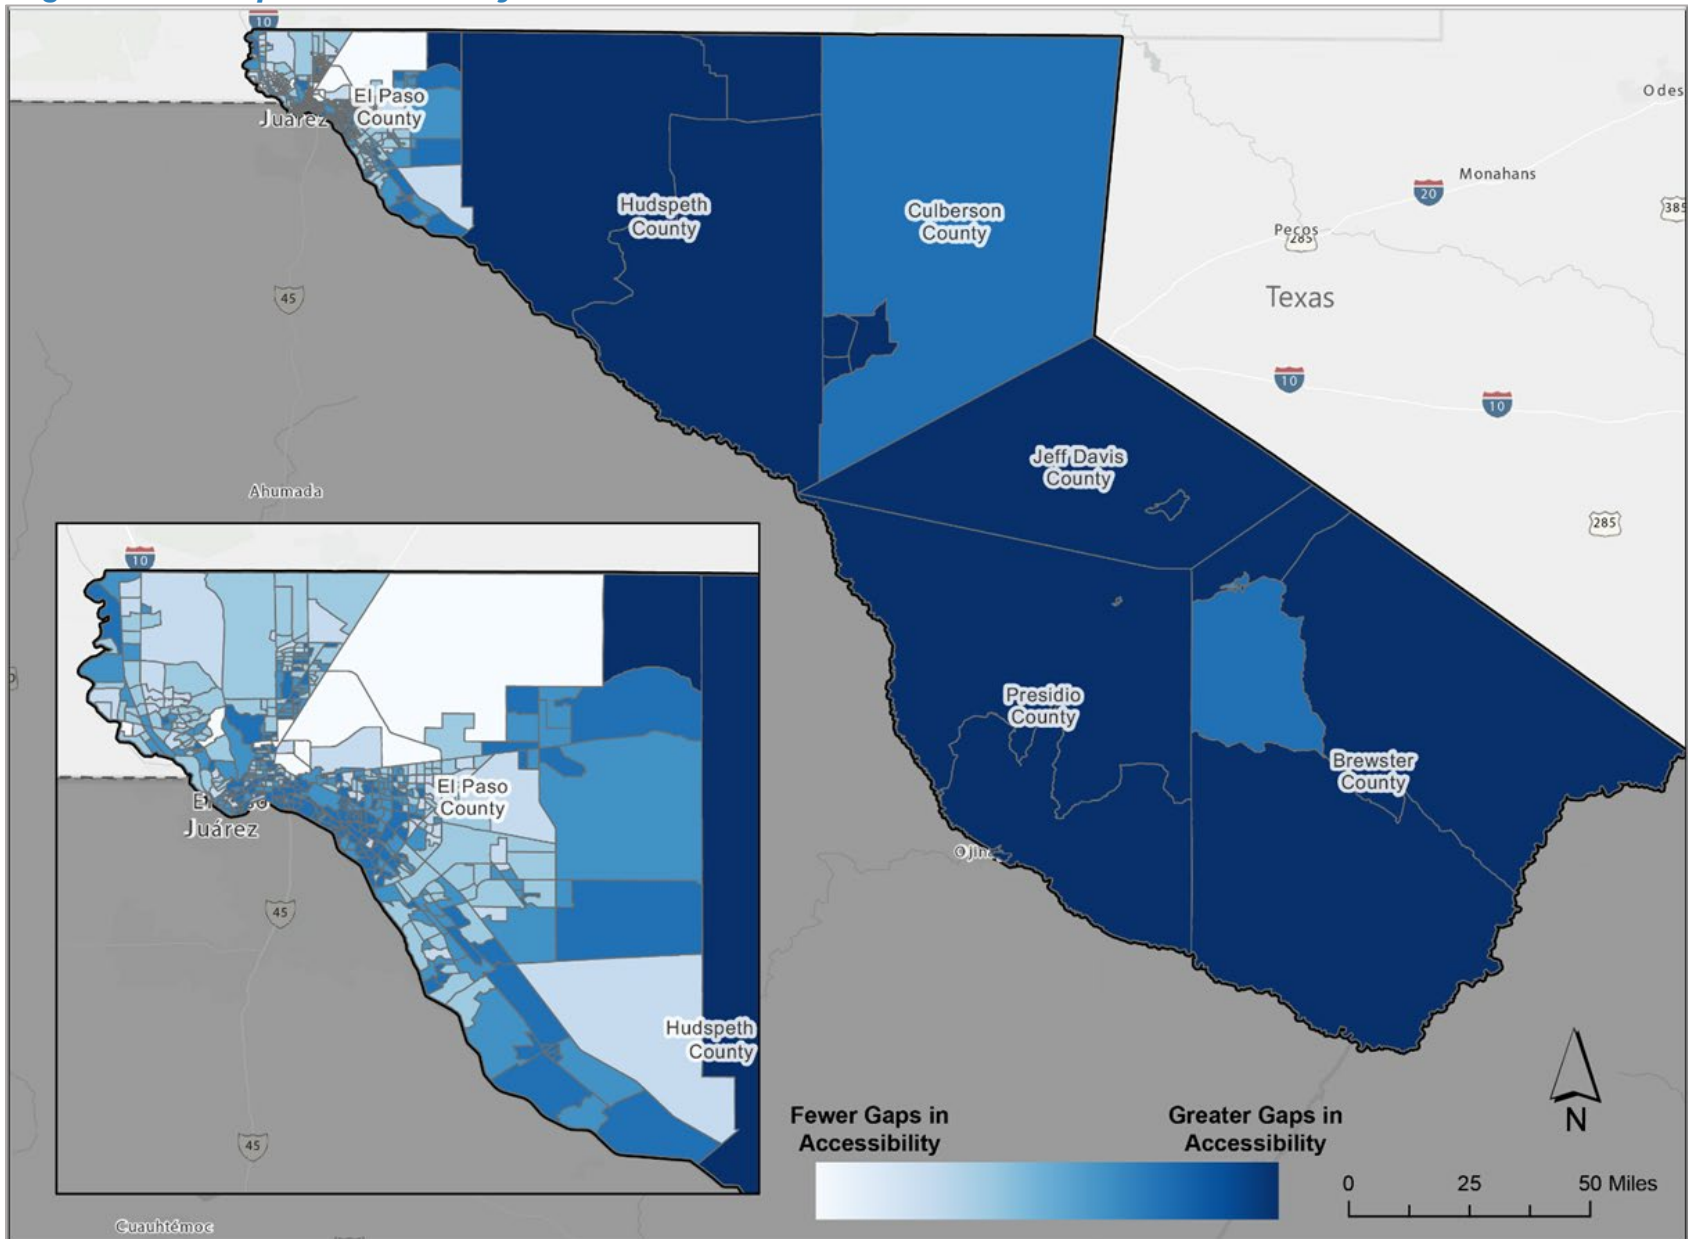 10
El Paso
County
Juárez
Hudspeth
County
Culberson
County
Odes
Monahans
20
385
Pecos
285
Texas
45
10
10
Jeff Davis
County
Ahumada
285
10
Presidio
County
Brewster
County
El Paso
County
Juárez
Ojina
45
Hudspeth
County
45
Fewer Gaps in
Accessibility
Greater Gaps in
Accessibility
N
0 25 50 Miles
Cuauhtémoc